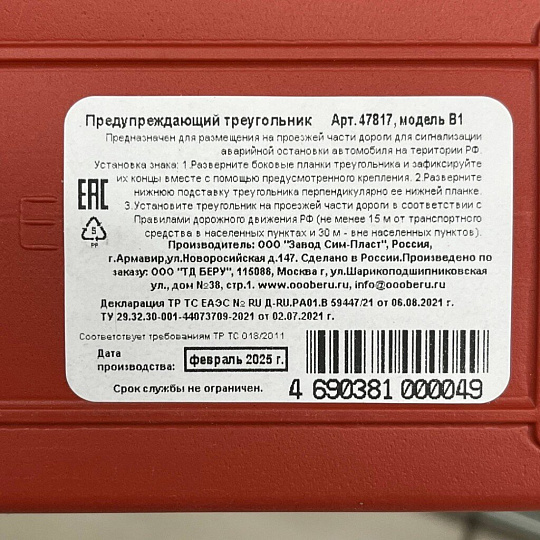 Предупреждающий треугольник Арт. 47817, модель В1
Предназначен для размещения на проезжей части дороги для сигнализации
аварийной остановки автомобиля на територии РФ.
Установка знака: 1.Разверните боковые планки треугольника и зафиксируйте
их концы вместе с помощью предусмотренного крепления. 2.Разверните
нижнюю подставку треугольника перпендикулярно ее нижней планке.
3.Установите треугольник на проезжей части дороги в соответствии с
Правилами дорожного движения РФ (не менее 15 м от транспортного
средства в населенных пунктах и 30 м - вне населенных пунктов).
Производитель: ООО "Завод Сим-Пласт", Россия,
г.Армавир,ул.Новоросийская д.147. Сделано в России.Произведено по
заказу: ООО "ТД БЕРУ", 115088, Москва г, ул.Шарикоподшипниковская
ул., дом №38, стр.1. www.oooberu.ru, info@oooberu.ru
Декларация ТР ТС ЕАЭС № RU Д-RU.РА01.В 59447/21 от 06.08.2021 г.
ТУ 29.32.30-001-44073709-2021 от 02.07.2021 г.
Соответствует требованиям ТР ТС 018/2011
Дата
производства: февраль 2025 г.
Срок службы не ограничен.
4 690381 000049
EAC
5
PP